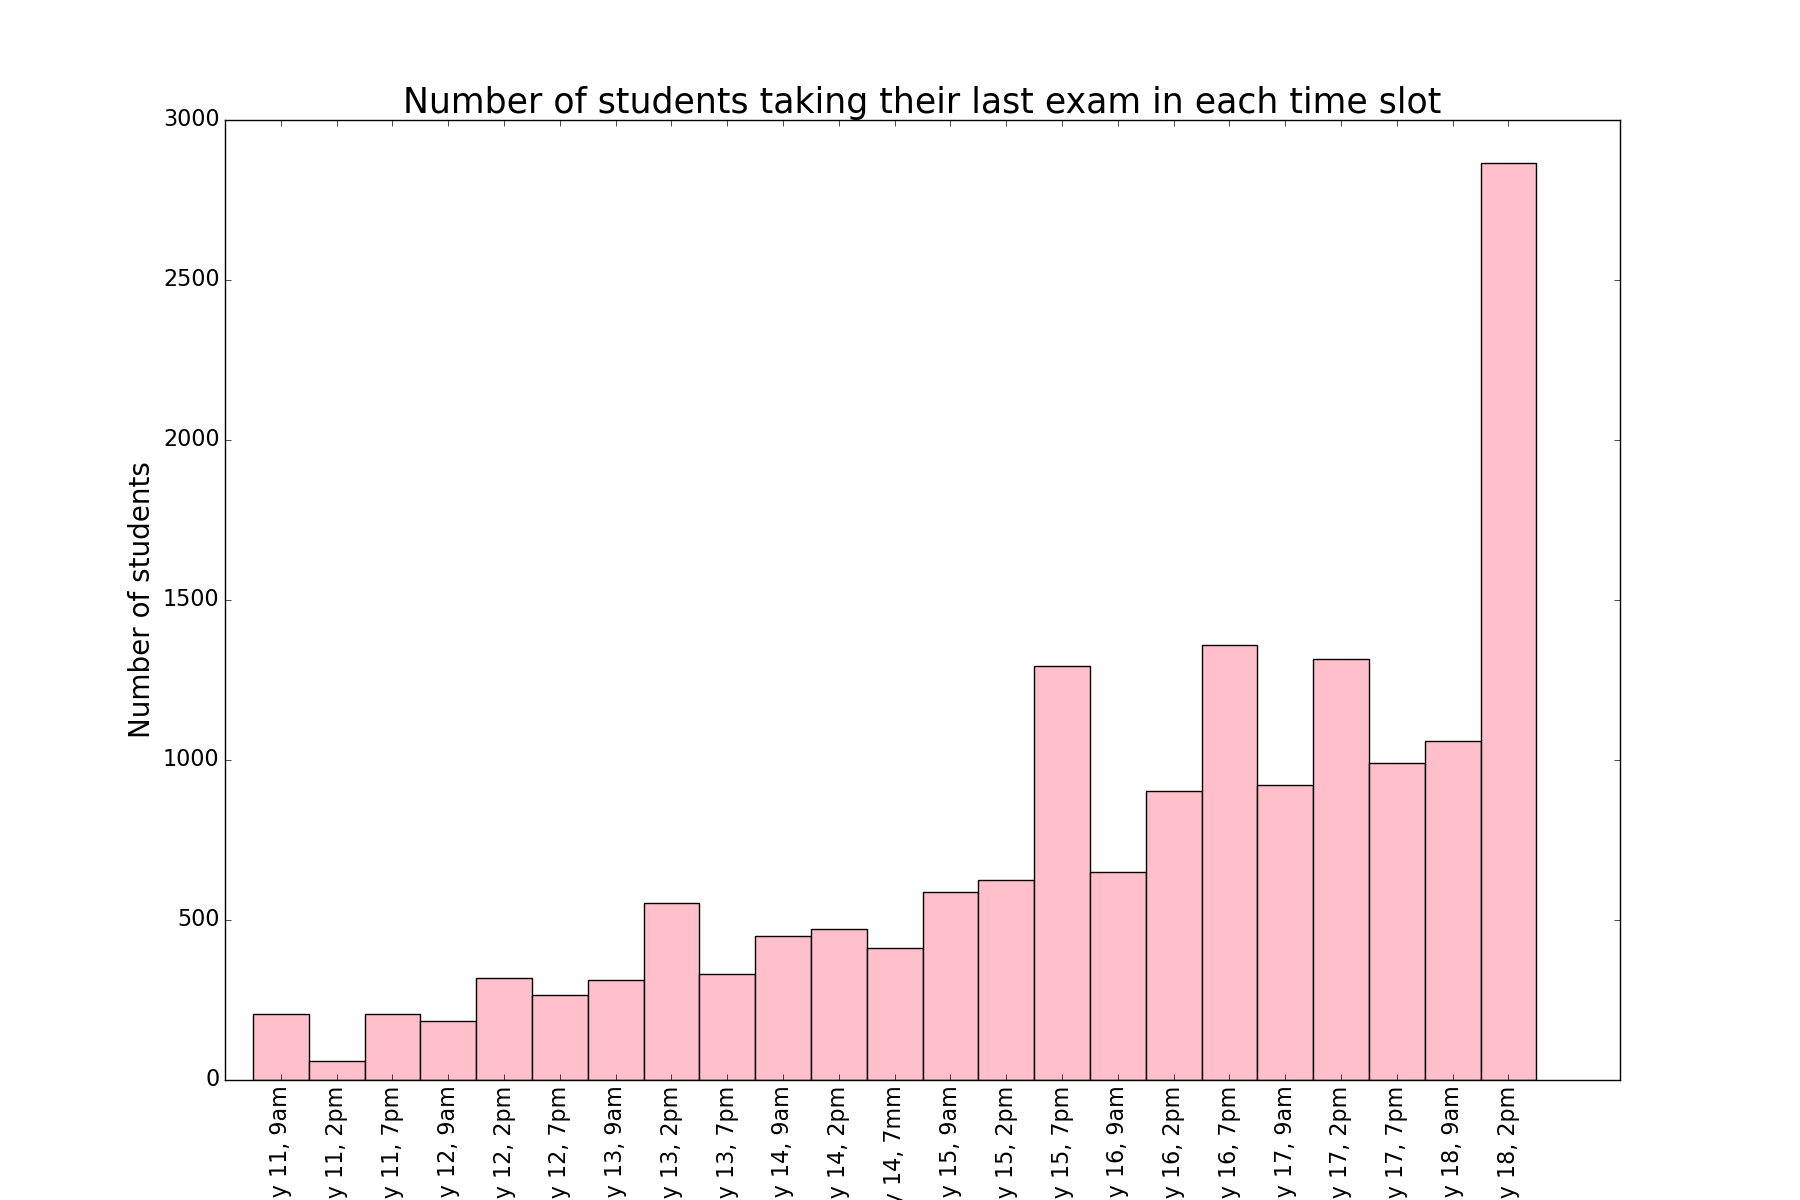 Number of students taking their last exam in each time slot
Number of students
3000
2500
2000
1500
1000
500
0
y 11, 9am
y 11, 2pm
y 11, 7pm
y 12, 9am
y 12, 2pm
y 12, 7pm
y 13, 9am
y 13, 2pm
y 13, 7pm
y 14, 9am
y 14, 2pm
y 14, 7mm
y 15, 9am
y 15, 2pm
y 15, 7pm
y 16, 9am
y 16, 2pm
y 16, 7pm
y 17, 9am
y 17, 2pm
y 17, 7pm
y 18, 9am
y 18, 2pm